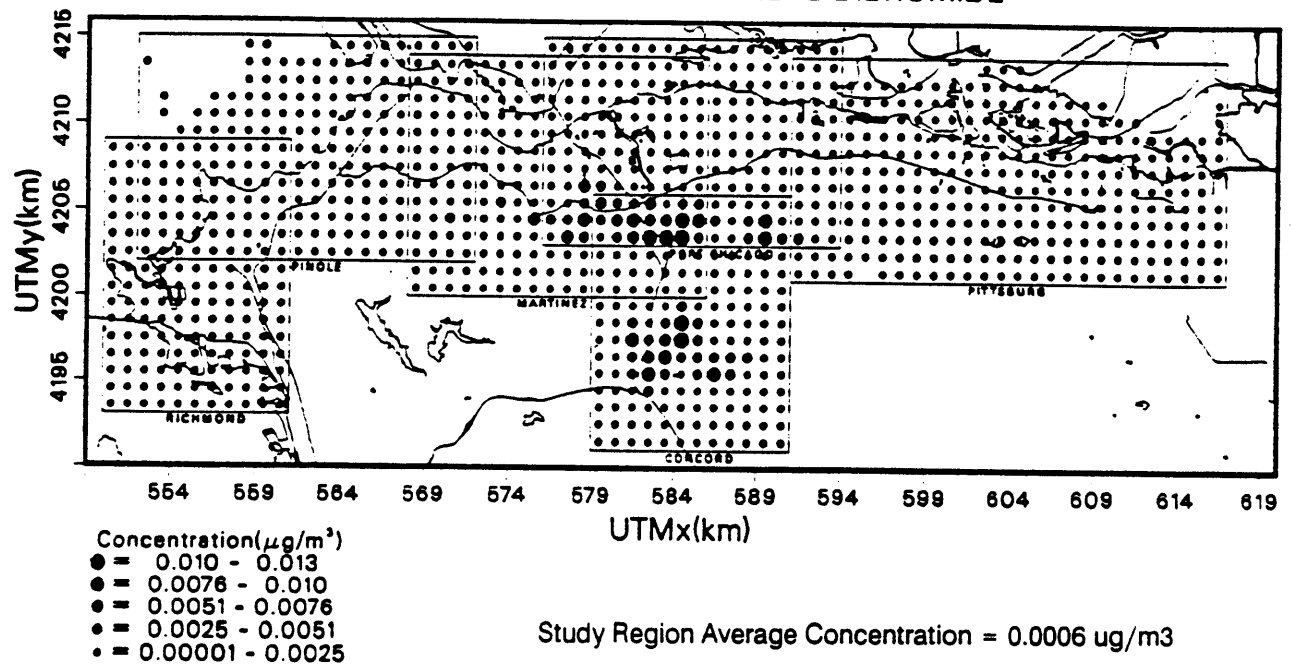 4215
4210
4205
4200
4195
UTMy(km)
PINOLE
MARTINEZ
PITTSBURG
RICHMOND
CORCORD
554 559 564 569 574 579 584 589 594 599 604 609 614 619
UTMx(km)
Concentration(μg/m³)
● = 0.010 - 0.013
● = 0.0076 - 0.010
● = 0.0051 - 0.0076
● = 0.0025 - 0.0051
• = 0.00001 - 0.0025
Study Region Average Concentration = 0.0006 ug/m3